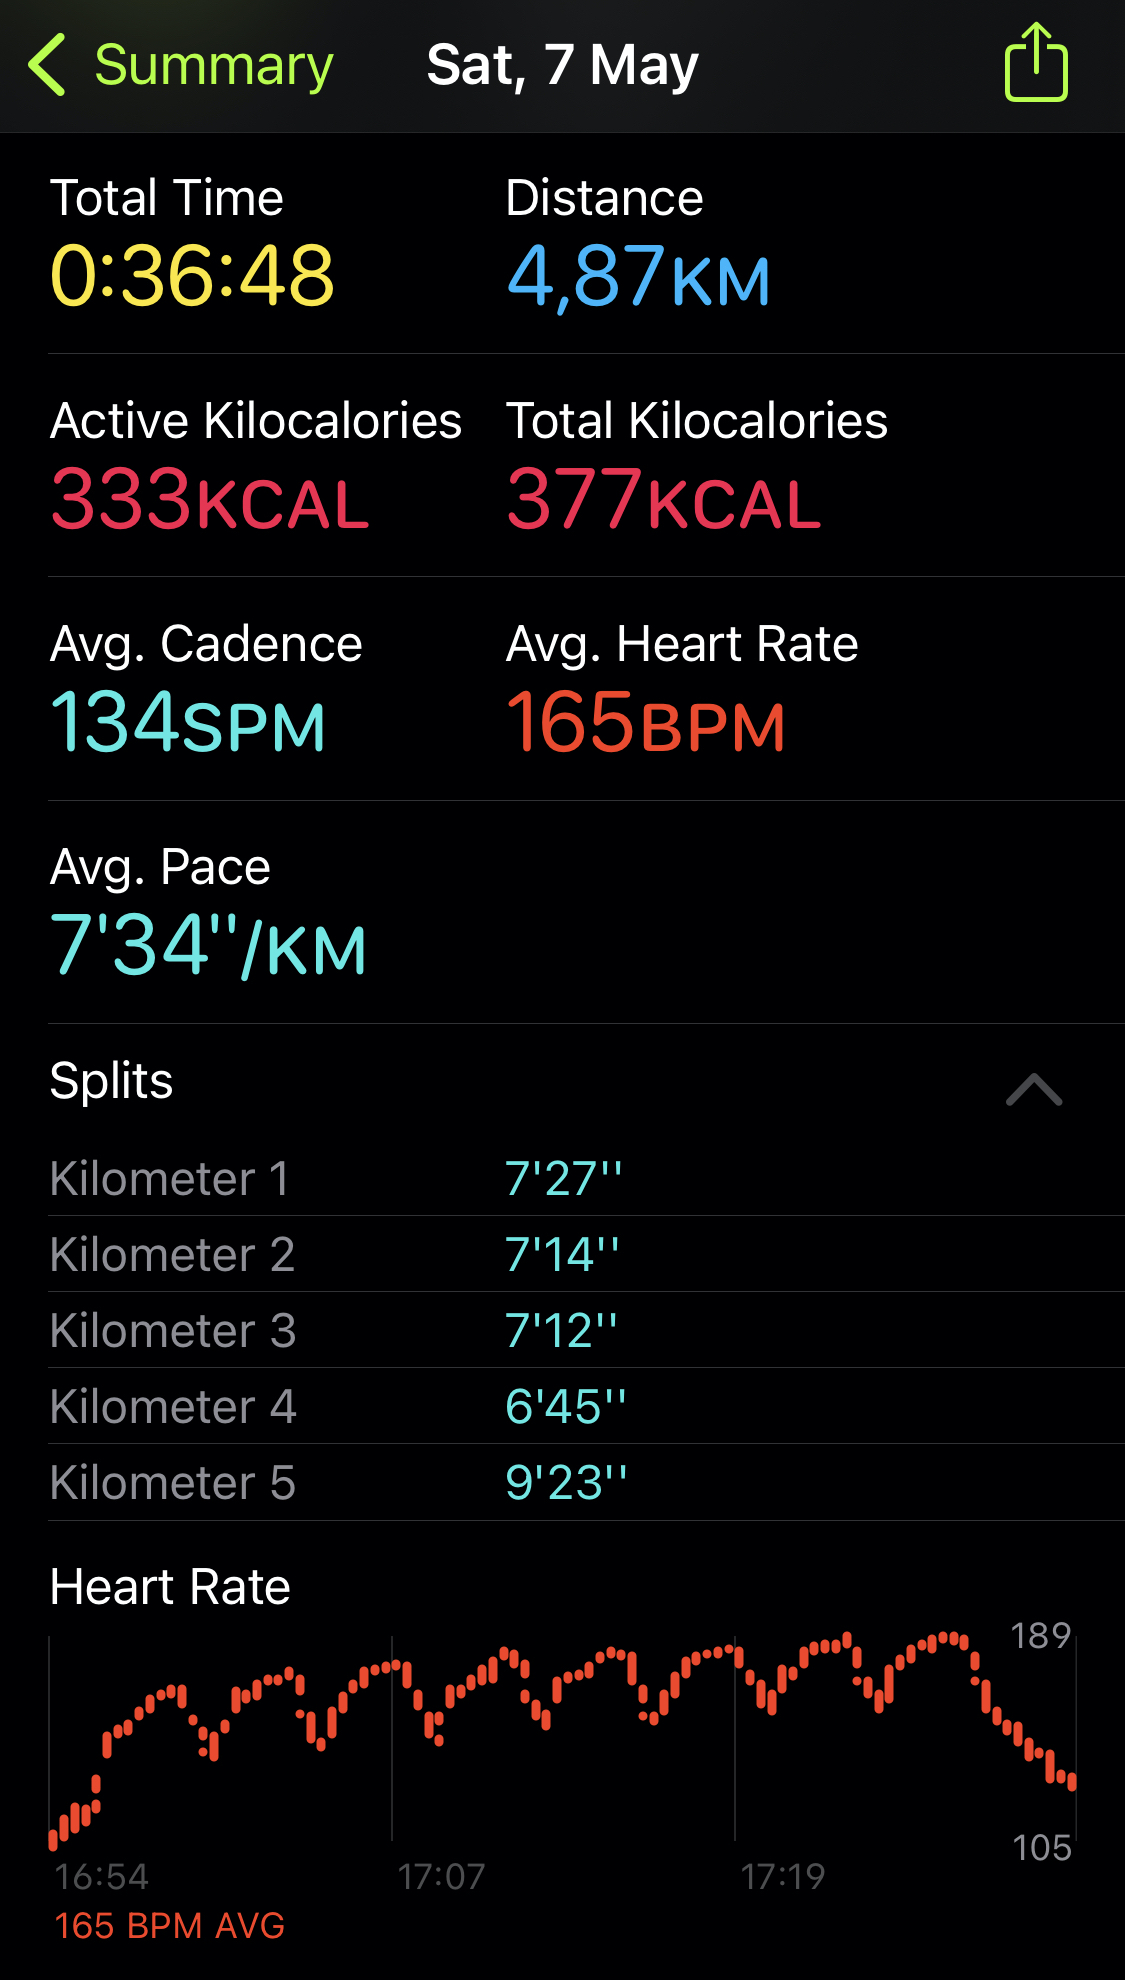 Summary
Sat, 7 May
Total Time
Distance
0:36:48
4,87KM
Active Kilocalories
Total Kilocalories
333KCAL
377KCAL
Avg. Cadence
Avg. Heart Rate
134SPM
165BPM
Avg. Pace
7'34''/KM
Splits
Kilometer 1 7'27''
Kilometer 2 7'14''
Kilometer 3 7'12''
Kilometer 4 6'45''
Kilometer 5 9'23''
Heart Rate
189
105
16:54 17:07 17:19
165 BPM AVG